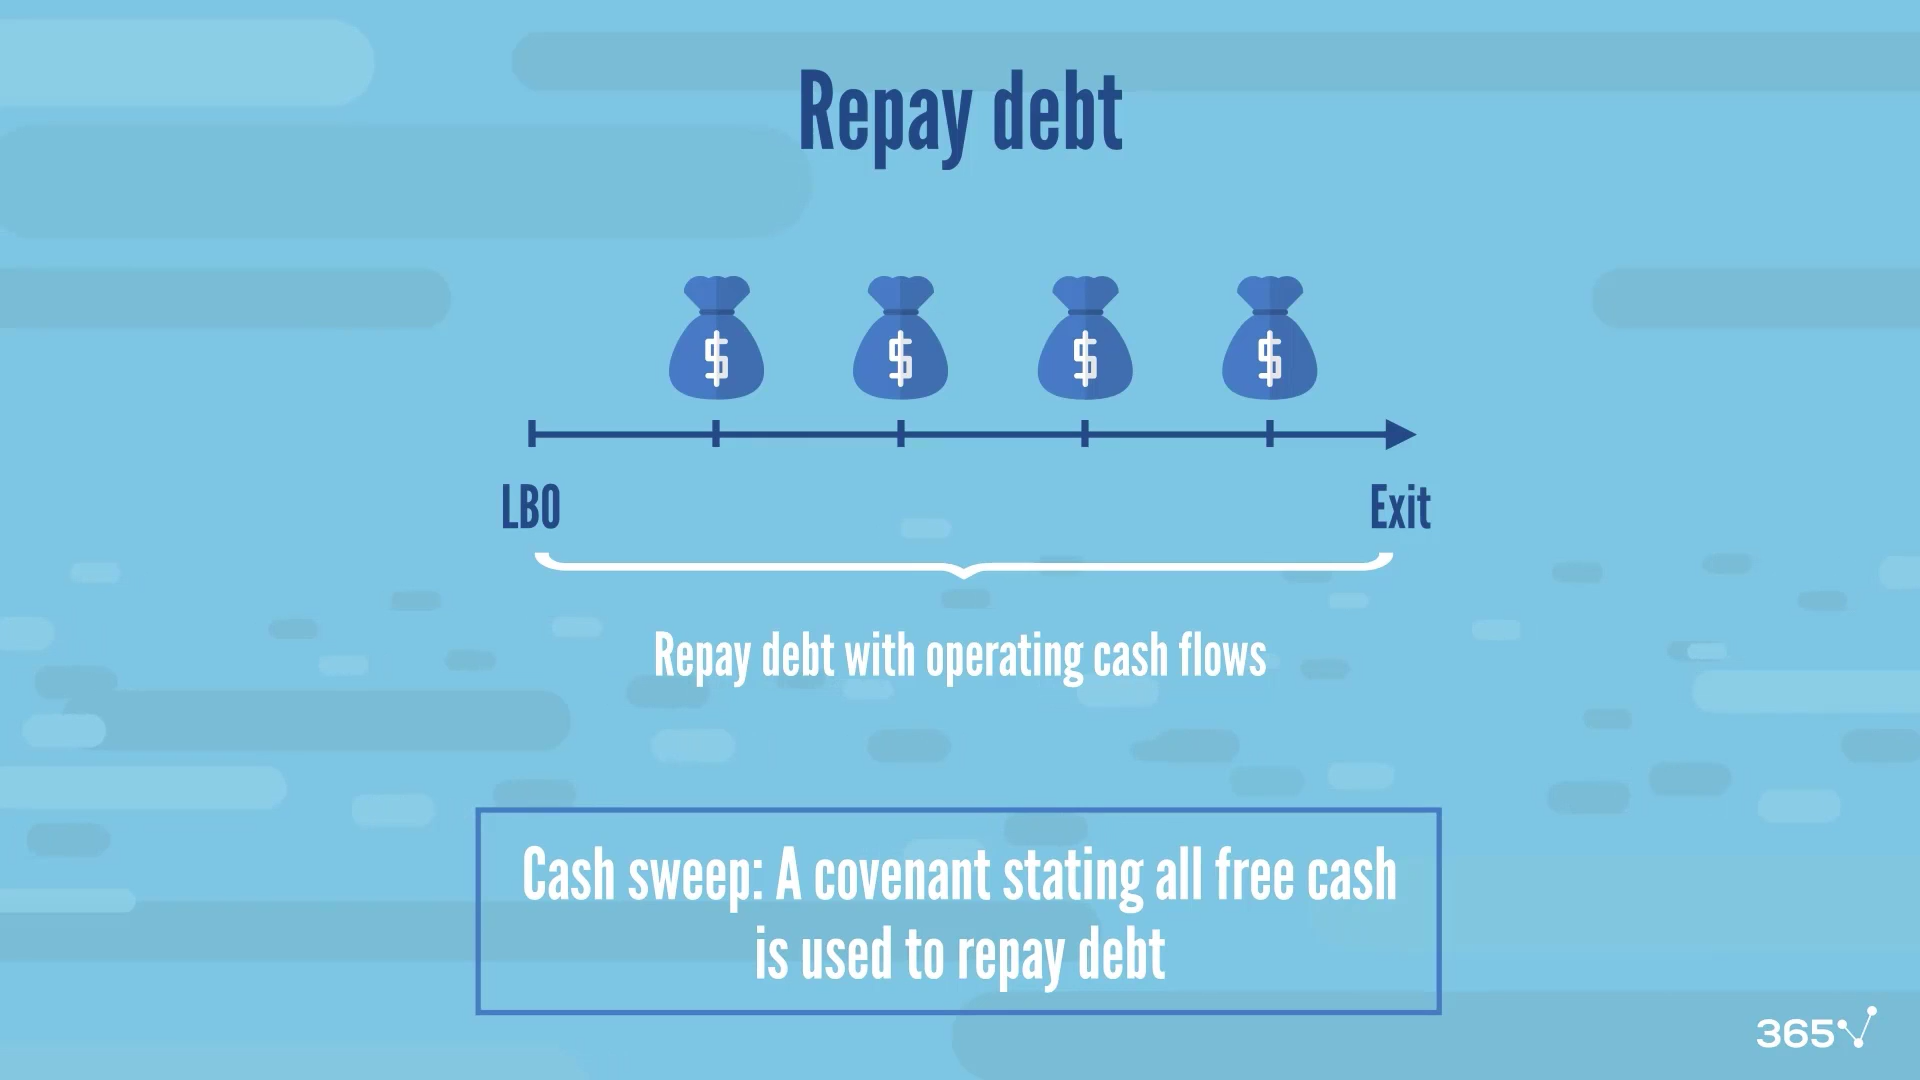 Repay debt
$ $ $ $
LBO Exit
Repay debt with operating cash flows
Cash sweep: A covenant stating all free cash
is used to repay debt
365